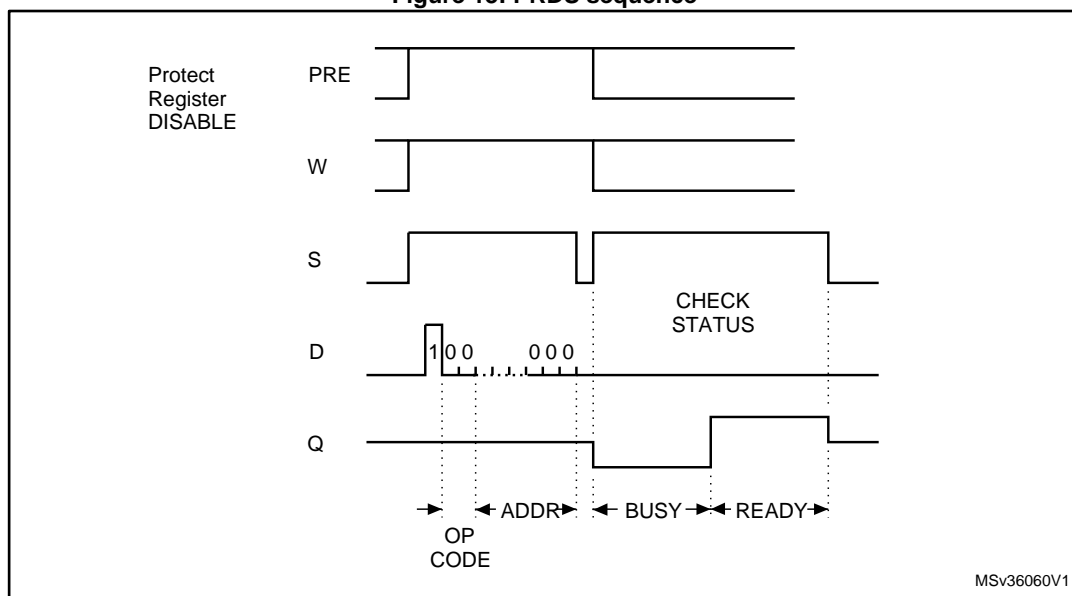 Figure PRDS sequence
Protect
Register
DISABLE
PRE
W
S
CHECK
STATUS
D
1 0 0
0 0 0
Q
ADDR
BUSY
READY
OP
CODE
MSv36060V1